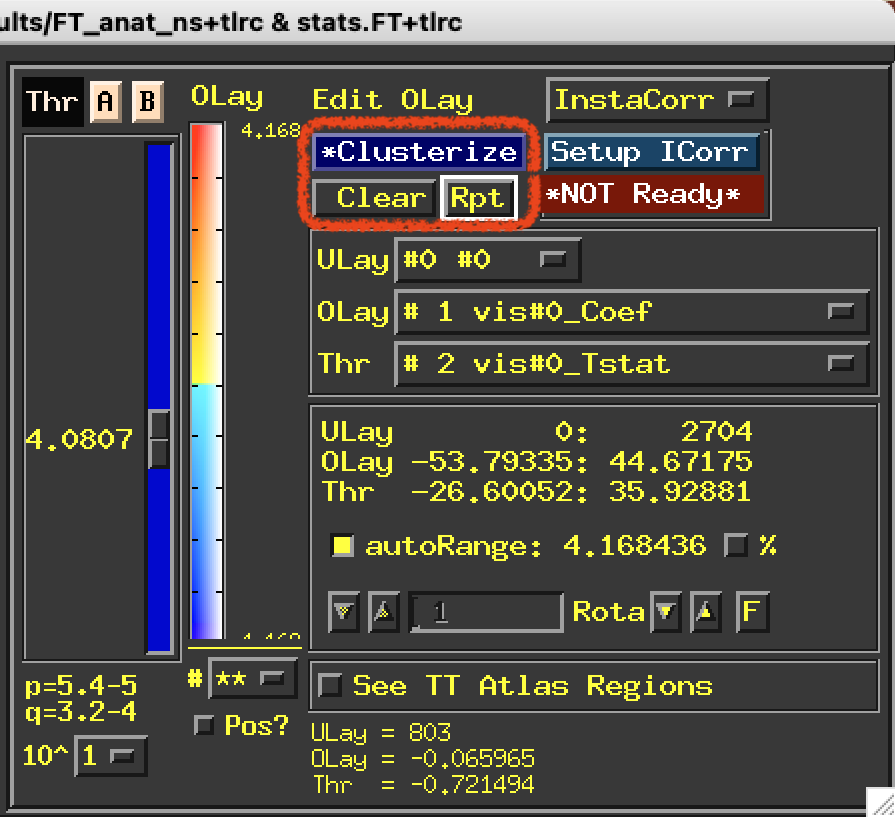 ults/FT_anat_ns+tlrc & stats.FT+tlrc
Thr A B OLay Edit OLay InstaCorr
4.168
*Clusterize Setup ICorr
Clear Rpt *NOT Ready*
ULay #0 #0
OLay # 1 vis#0_Coef
Thr # 2 vis#0_Tstat
4.0807
ULay 0: 2704
OLay -53.79335: 44.67175
Thr -26.60052: 35.92881
autoRange: 4.168436 %
1 Rota F
# **
See TT Atlas Regions
p=5.4-5
q=3.2-4
Pos?
10^ 1
ULay = 803
OLay = -0.065965
Thr = -0.721494